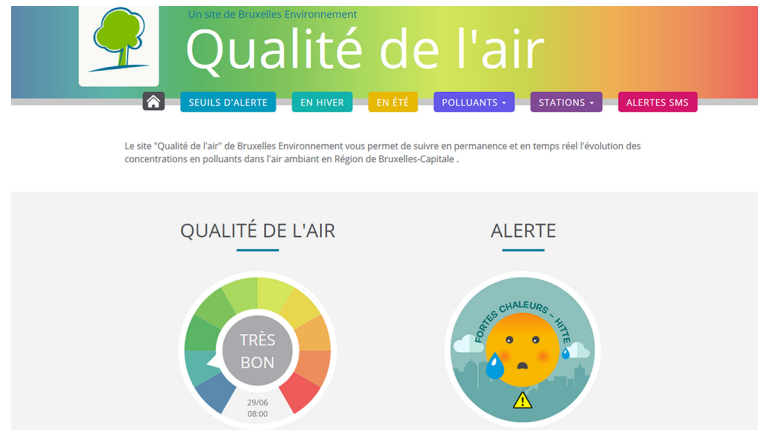 Un site de Bruxelles Environnement
Qualité de l'air
SEUILS D'ALERTE
EN HIVER
EN ÉTÉ
POLLUANTS
STATIONS
ALERTES SMS
Le site "Qualité de l'air" de Bruxelles Environnement vous permet de suivre en permanence et en temps réel l'évolution des
concentrations en polluants dans l'air ambiant en Région de Bruxelles-Capitale .
QUALITÉ DE L'AIR
TRÈS
BON
29/06
08:00
ALERTE
FORTES CHALEURS – HITTE